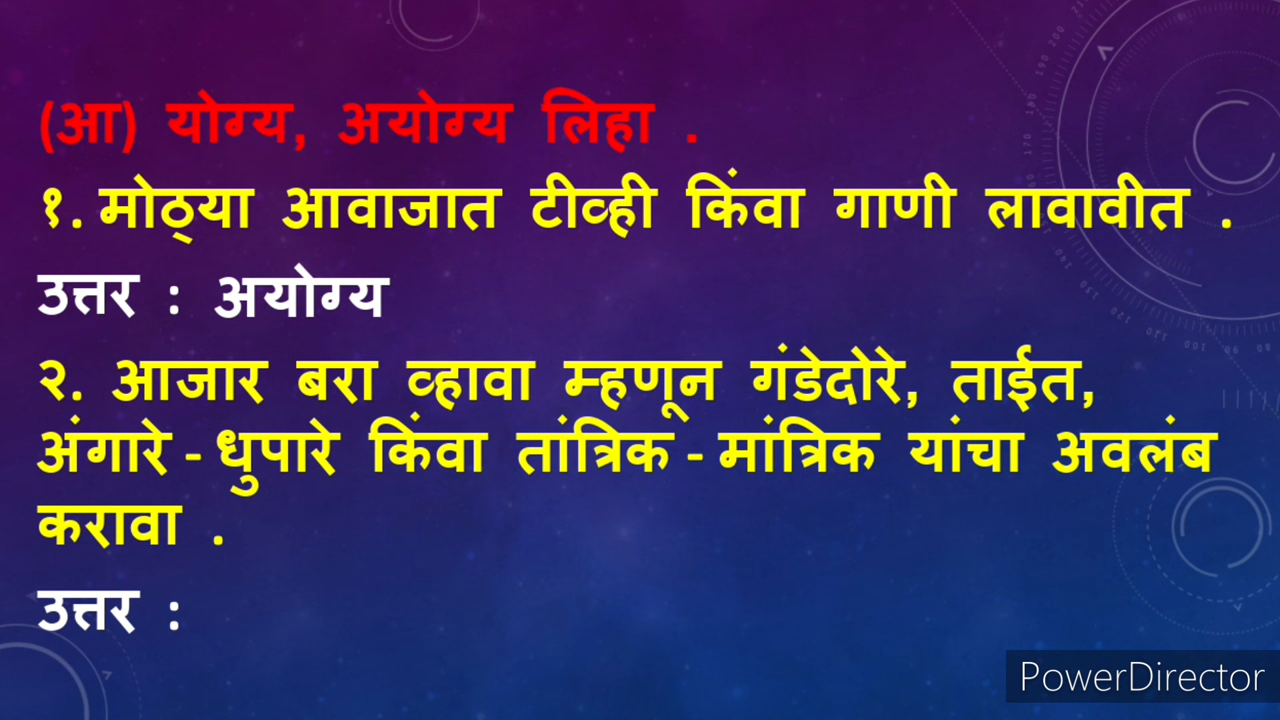 (आ) योग्य, अयोग्य लिहा .
१. मोठ्या आवाजात टीव्ही किंवा गाणी लावावीत .
उत्तर : अयोग्य
२. आजार बरा व्हावा म्हणून गंडेदोरे, ताईत,
अंगारे - धुपारे किंवा तांत्रिक - मांत्रिक यांचा अवलंब
करावा .
उत्तर :
PowerDirector